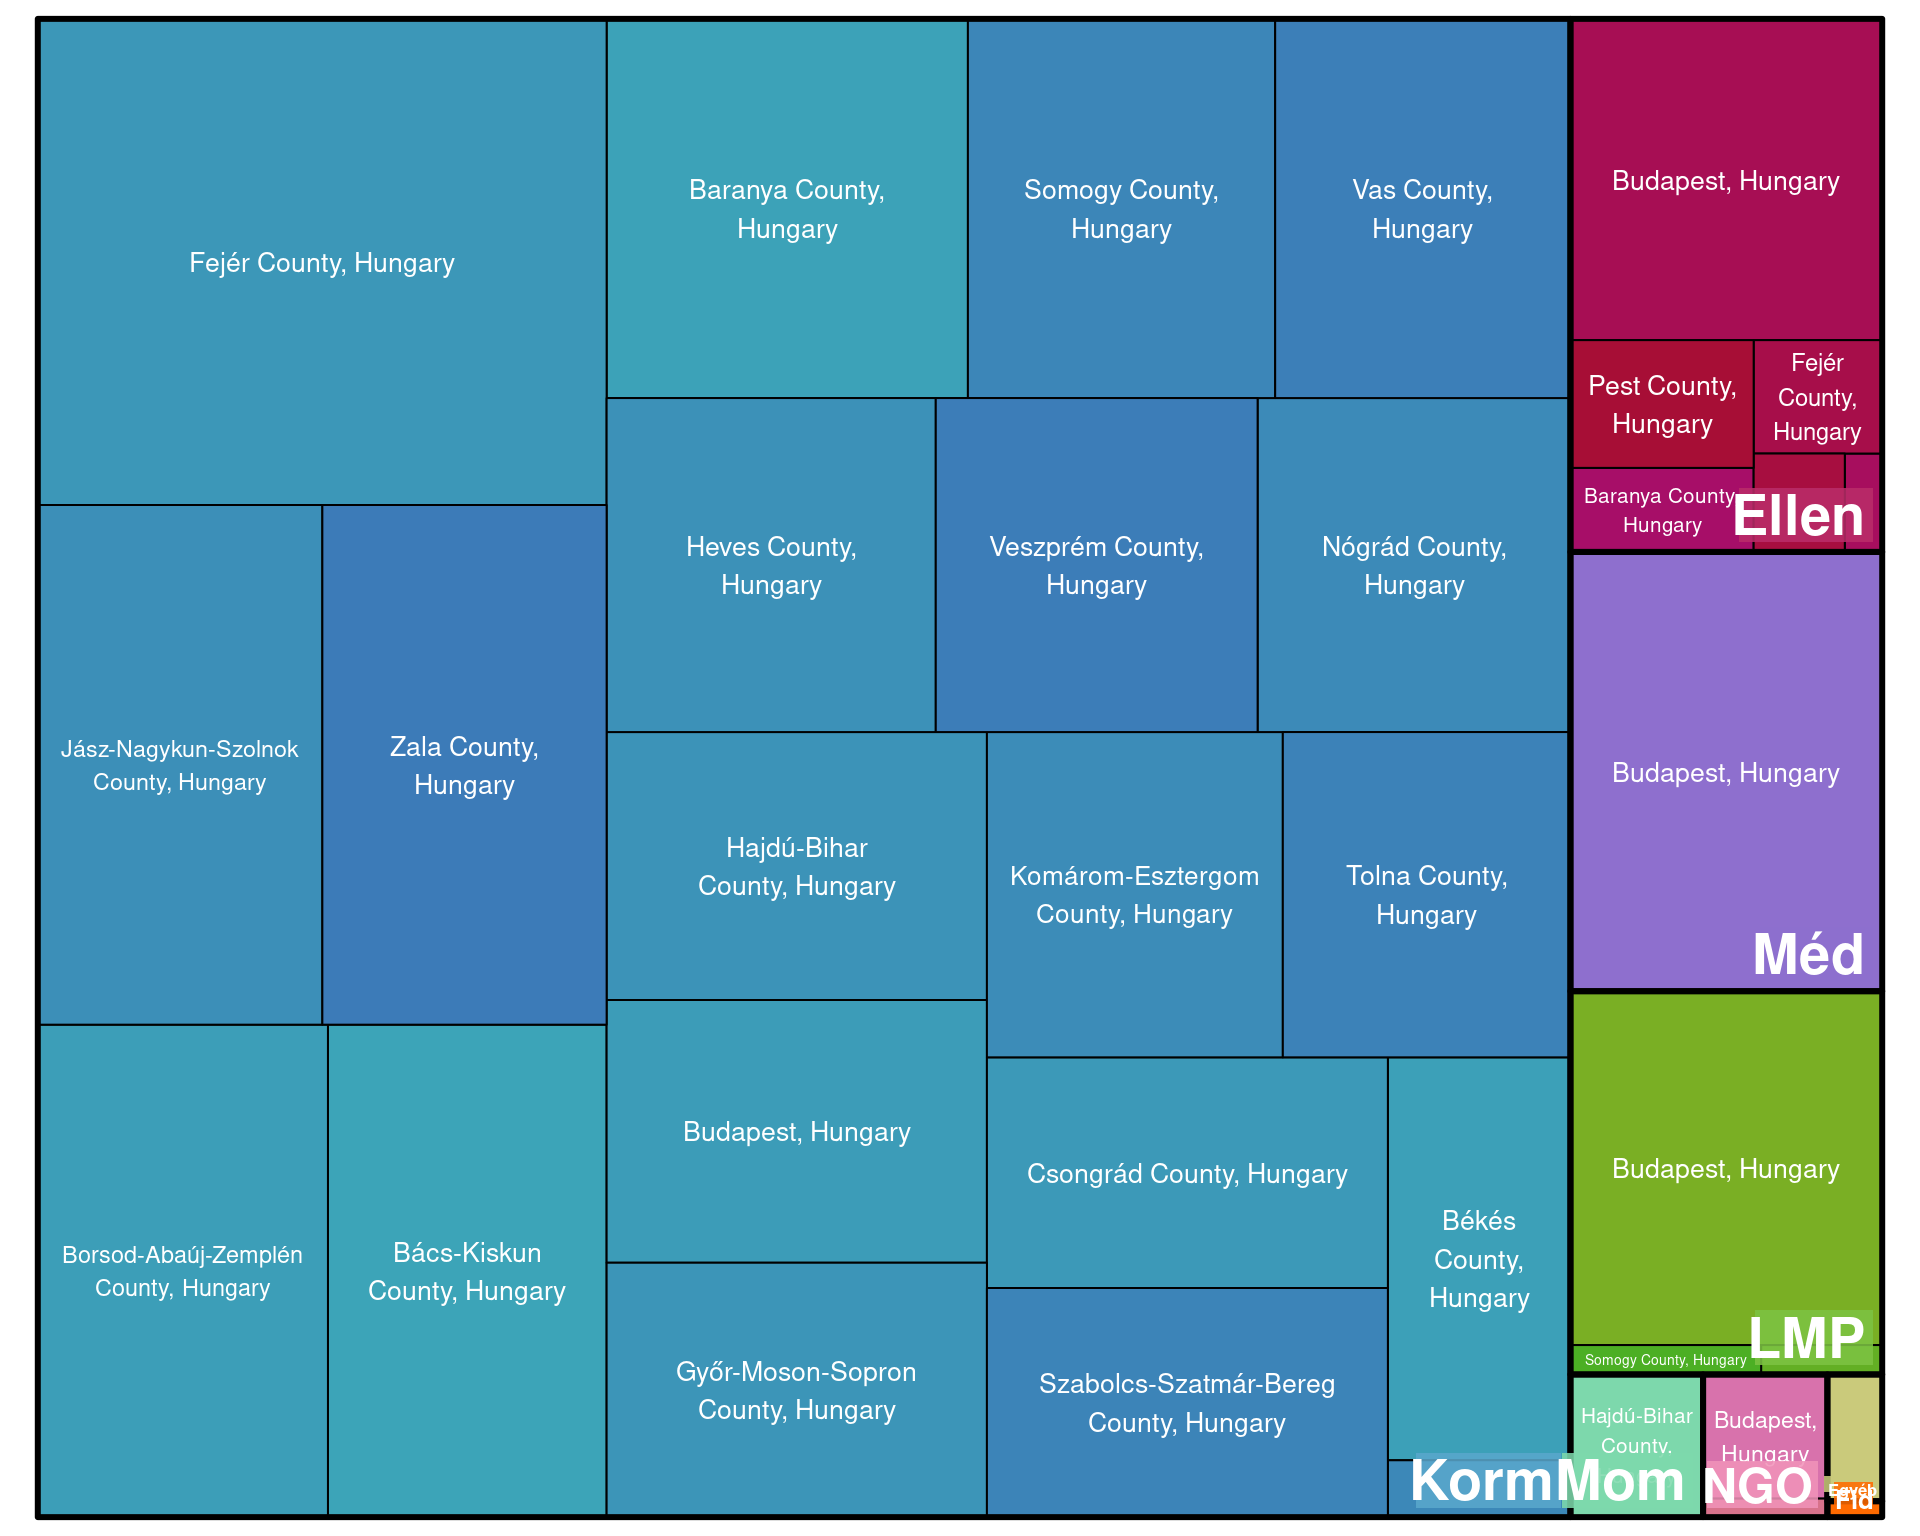 Fejér County, Hungary
Baranya County,
Hungary
Somogy County,
Hungary
Vas County,
Hungary
Budapest, Hungary
Pest County,
Hungary
Fejér
County,
Hungary
Baranya County
Hungary
Ellen
Heves County,
Hungary
Veszprém County,
Hungary
Nógrád County,
Hungary
Jász-Nagykun-Szolnok
County, Hungary
Zala County,
Hungary
Budapest, Hungary
Méd
Hajdú-Bihar
County, Hungary
Komárom-Esztergom
County, Hungary
Tolna County,
Hungary
Budapest, Hungary
Csongrád County, Hungary
Békés
County,
Hungary
Budapest, Hungary
LMP
Somogy County, Hungary
Borsod-Abaúj-Zemplén
County, Hungary
Bács-Kiskun
County, Hungary
Győr-Moson-Sopron
County, Hungary
Szabolcs-Szatmár-Bereg
County, Hungary
Korm
Hajdú-Bihar
County.
Mom
Budapest,
Hungary
NGO
Egyéb
Fid